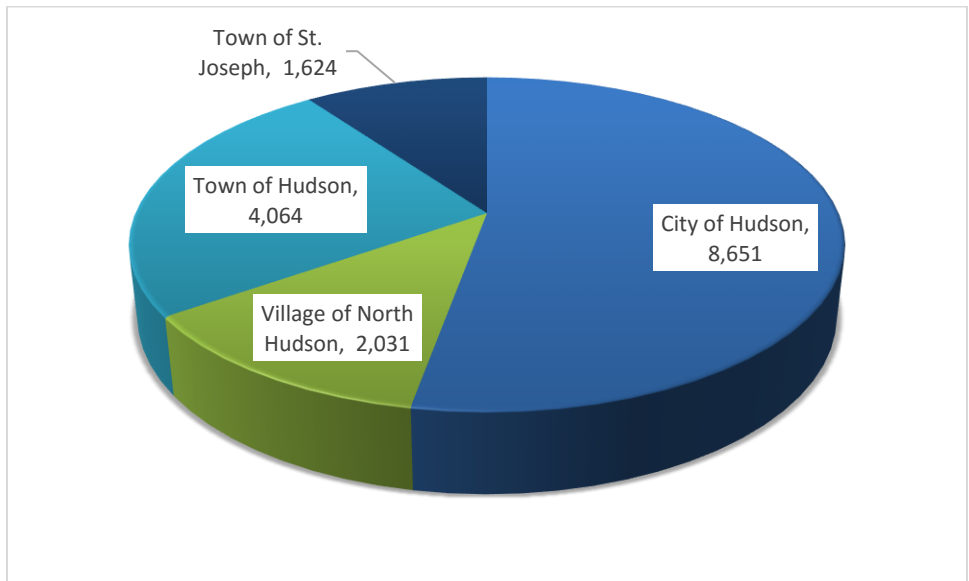 Town of St.
Joseph, 1,624
Town of Hudson,
4,064
City of Hudson,
8,651
Village of North
Hudson, 2,031